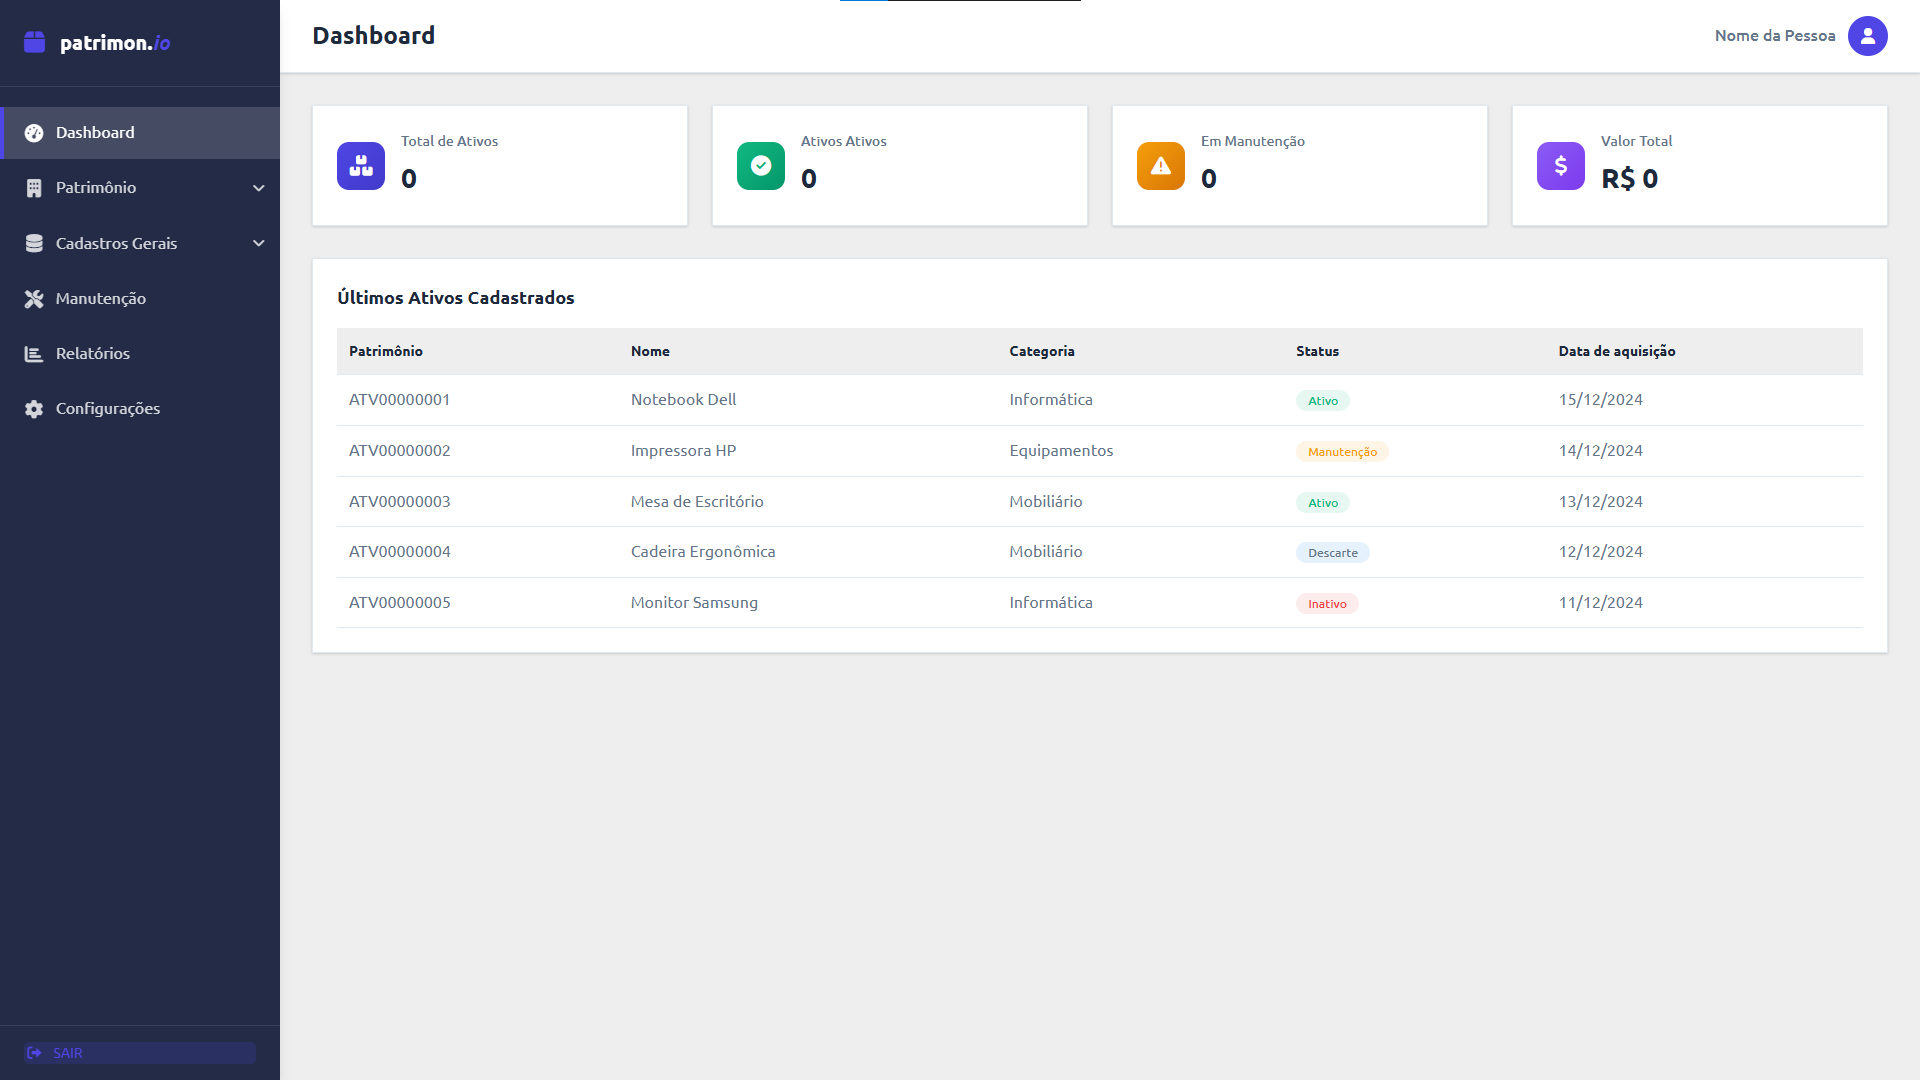 patrimon.io
Dashboard
Patrimônio
Cadastros Gerais
Manutenção
Relatórios
Configurações
SAIR
Dashboard
Nome da Pessoa
Total de Ativos
0
Ativos Ativos
0
Em Manutenção
0
Valor Total
R$ 0
Últimos Ativos Cadastrados
Patrimônio Nome Categoria Status Data de aquisição
ATV00000001 Notebook Dell Informática Ativo 15/12/2024
ATV00000002 Impressora HP Equipamentos Manutenção 14/12/2024
ATV00000003 Mesa de Escritório Mobiliário Ativo 13/12/2024
ATV00000004 Cadeira Ergonômica Mobiliário Descarte 12/12/2024
ATV00000005 Monitor Samsung Informática Inativo 11/12/2024